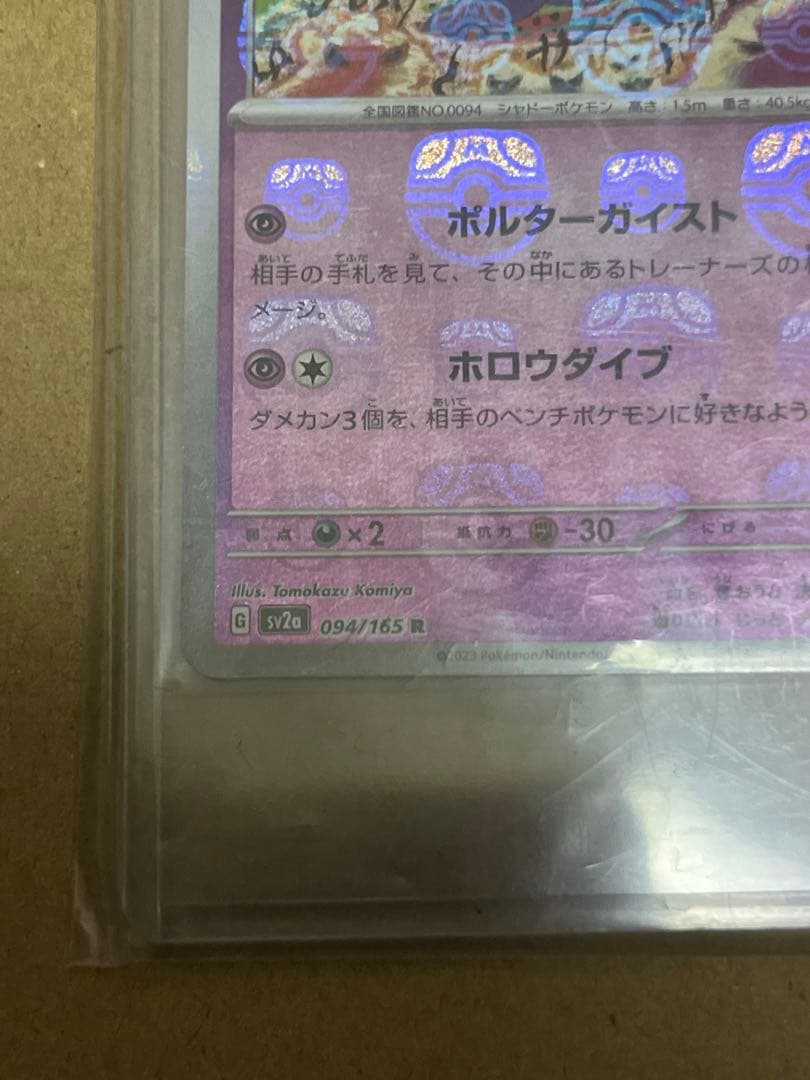 全国図鑑NO.0094 シャドーポケモン 高さ:1.5m 重さ:40.5kg
ポルターガイスト
相手の手札を見て、その中にあるトレーナーズの
メージ。
ホロウダイブ
ダメカン3個を、相手のベンチポケモンに好きなよう
弱点 ×2 抵抗力 -30 にげる
Illus. Tomokazu Komiya
G sv2a 094/165 R
©2023 Pokémon/Nintendo/